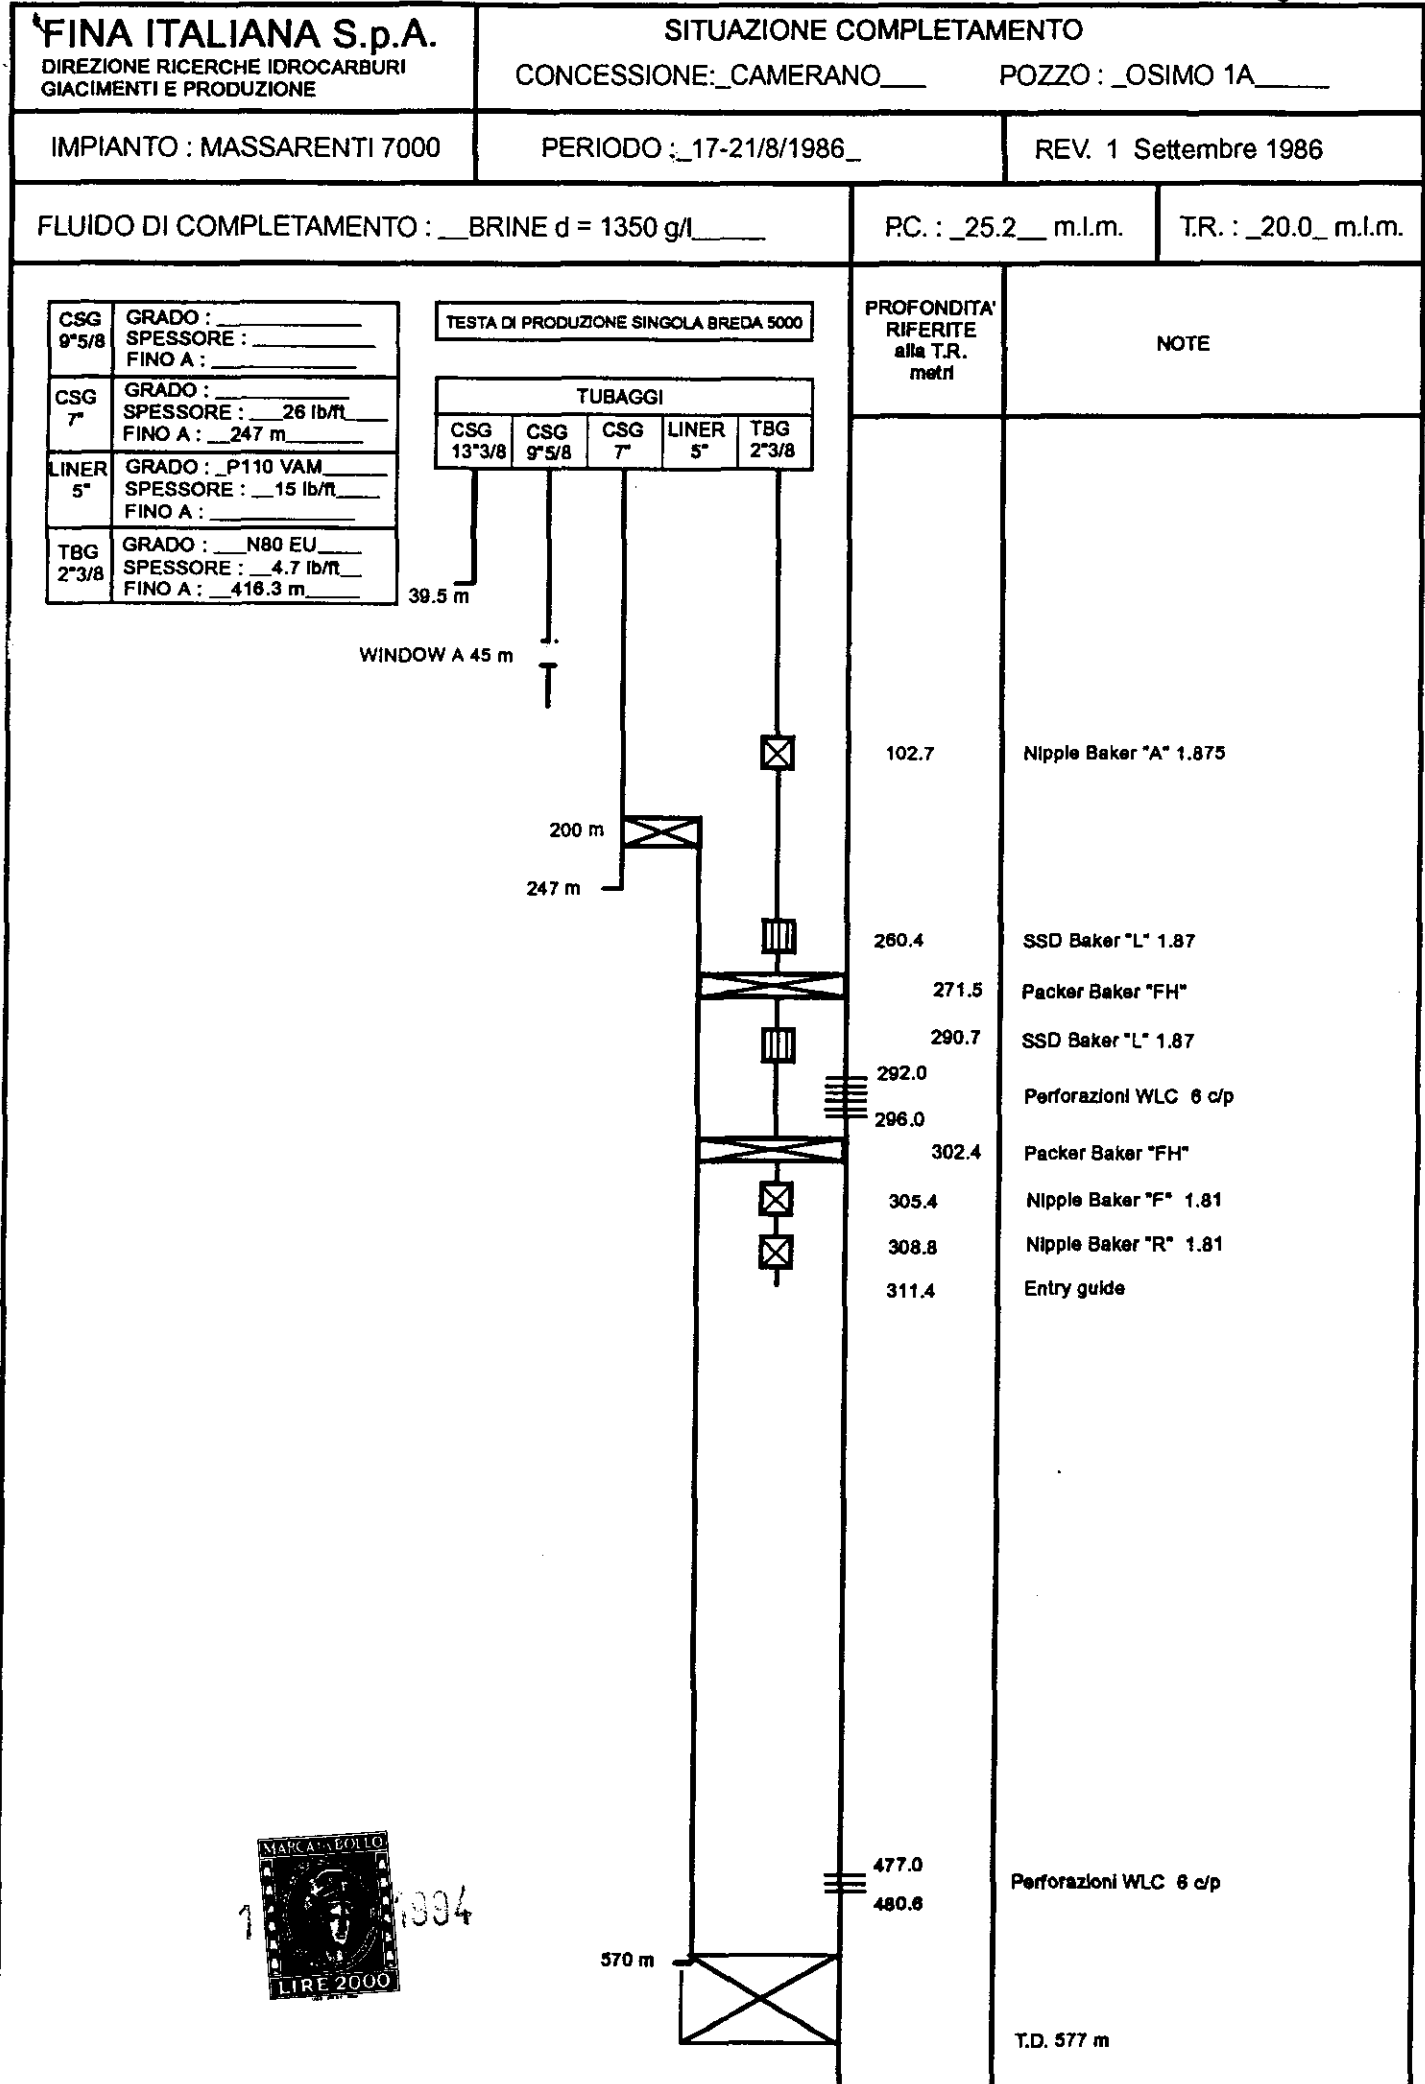 FINA ITALIANA S.p.A.
DIREZIONE RICERCHE IDROCARBURI
GIACIMENTI E PRODUZIONE
SITUAZIONE COMPLETAMENTO
CONCESSIONE:_CAMERANO___ POZZO : _OSIMO 1A_____
IMPIANTO : MASSARENTI 7000
PERIODO :_17-21/8/1986_
REV. 1 Settembre 1986
FLUIDO DI COMPLETAMENTO : __BRINE d = 1350 g/l_____
P.C. : _25.2__ m.l.m.
T.R. : _20.0_ m.l.m.
CSG 9"5/8
GRADO : ____________
SPESSORE : __________
FINO A : ____________
CSG 7"
GRADO : ___________
SPESSORE : ___26 lb/ft____
FINO A : __247 m_______
LINER 5"
GRADO : _P110 VAM______
SPESSORE : __15 lb/ft____
FINO A : ____________
TBG 2"3/8
GRADO : ___N80 EU____
SPESSORE : __4.7 lb/ft__
FINO A : __416.3 m_____
TESTA DI PRODUZIONE SINGOLA BREDA 5000
TUBAGGI
CSG 13"3/8
CSG 9"5/8
CSG 7"
LINER 5"
TBG 2"3/8
PROFONDITA'
RIFERITE
alla T.R.
metri
NOTE
39.5 m
WINDOW A 45 m
102.7 Nipple Baker "A" 1.875
200 m
247 m
260.4 SSD Baker "L" 1.87
271.5 Packer Baker "FH"
290.7 SSD Baker "L" 1.87
292.0
Perforazioni WLC 6 c/p
296.0
302.4 Packer Baker "FH"
305.4 Nipple Baker "F" 1.81
308.8 Nipple Baker "R" 1.81
311.4 Entry guide
477.0
Perforazioni WLC 6 c/p
480.6
MARCA DA BOLLO
1 1994
LIRE 2000
570 m
T.D. 577 m